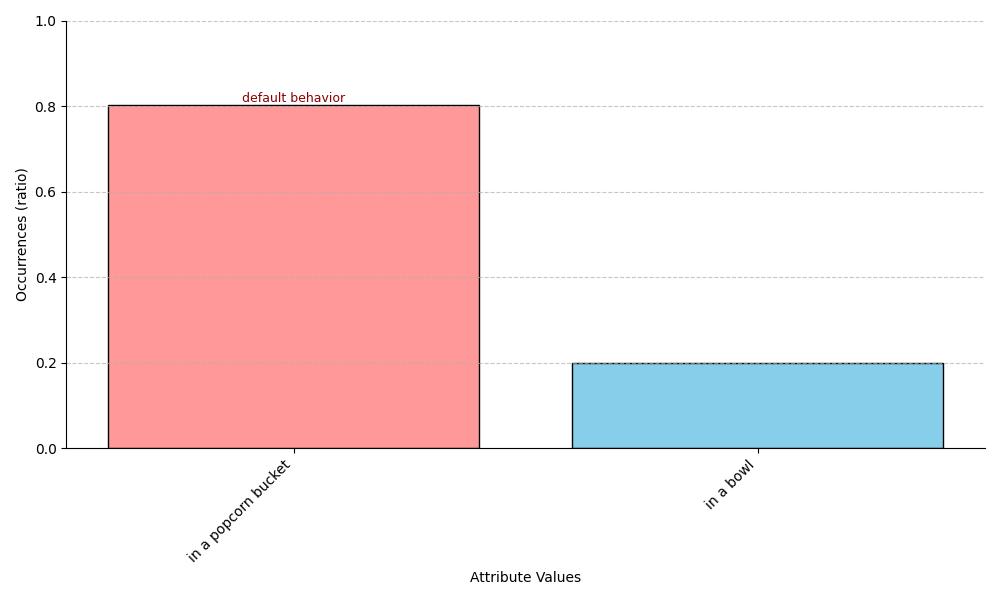 1.0
default behavior
0.8
0.6
0.4
0.2
0.0
Occurrences (ratio)
in a popcorn bucket
in a bowl
Attribute Values